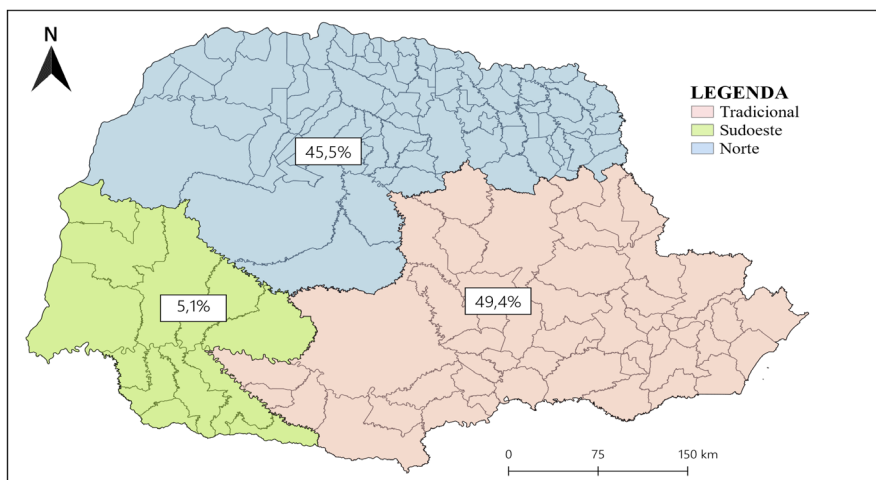 N
LEGENDA
Tradicional
Sudoeste
Norte
45,5%
5,1%
49,4%
0 75 150 km